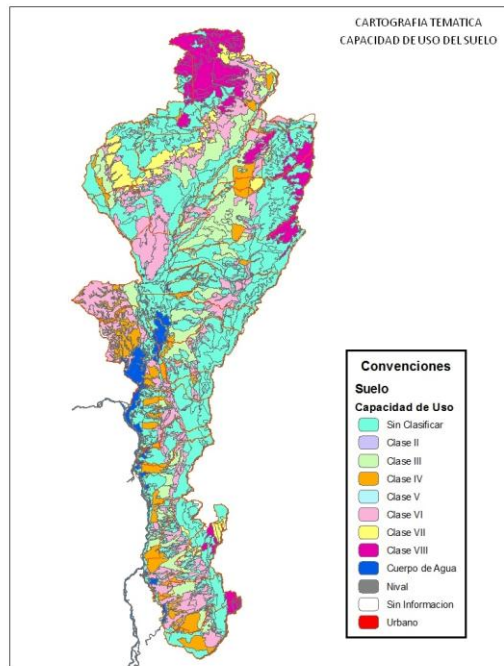 CARTOGRAFIA TEMATICA
CAPACIDAD DE USO DEL SUELO
Convenciones
Suelo
Capacidad de Uso
Sin Clasificar
Clase II
Clase III
Clase IV
Clase V
Clase VI
Clase VII
Clase VIII
Cuerpo de Agua
Nival
Sin Informacion
Urbano